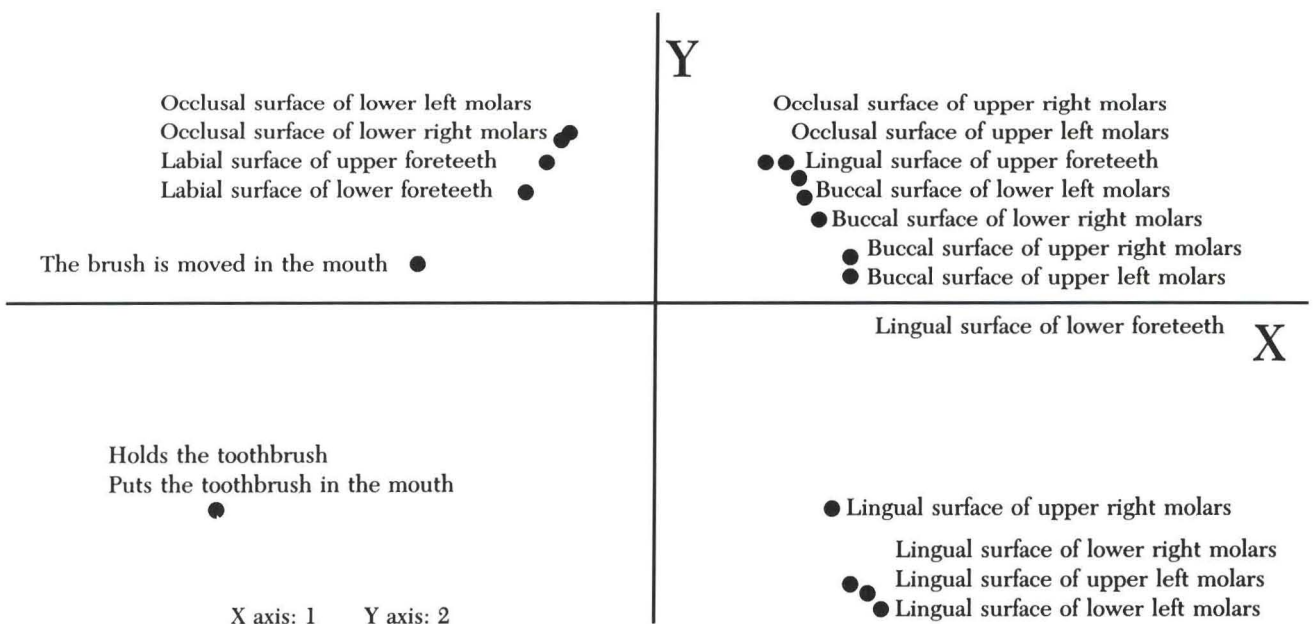 Y
Occlusal surface of lower left molars
Occlusal surface of lower right molars
Labial surface of upper foreteeth
Labial surface of lower foreteeth
The brush is moved in the mouth
Occlusal surface of upper right molars
Occlusal surface of upper left molars
Lingual surface of upper foreteeth
Buccal surface of lower left molars
Buccal surface of lower right molars
Buccal surface of upper right molars
Buccal surface of upper left molars
Lingual surface of lower foreteeth
X
Holds the toothbrush
Puts the toothbrush in the mouth
Lingual surface of upper right molars
Lingual surface of lower right molars
Lingual surface of upper left molars
Lingual surface of lower left molars
X axis: 1 Y axis: 2